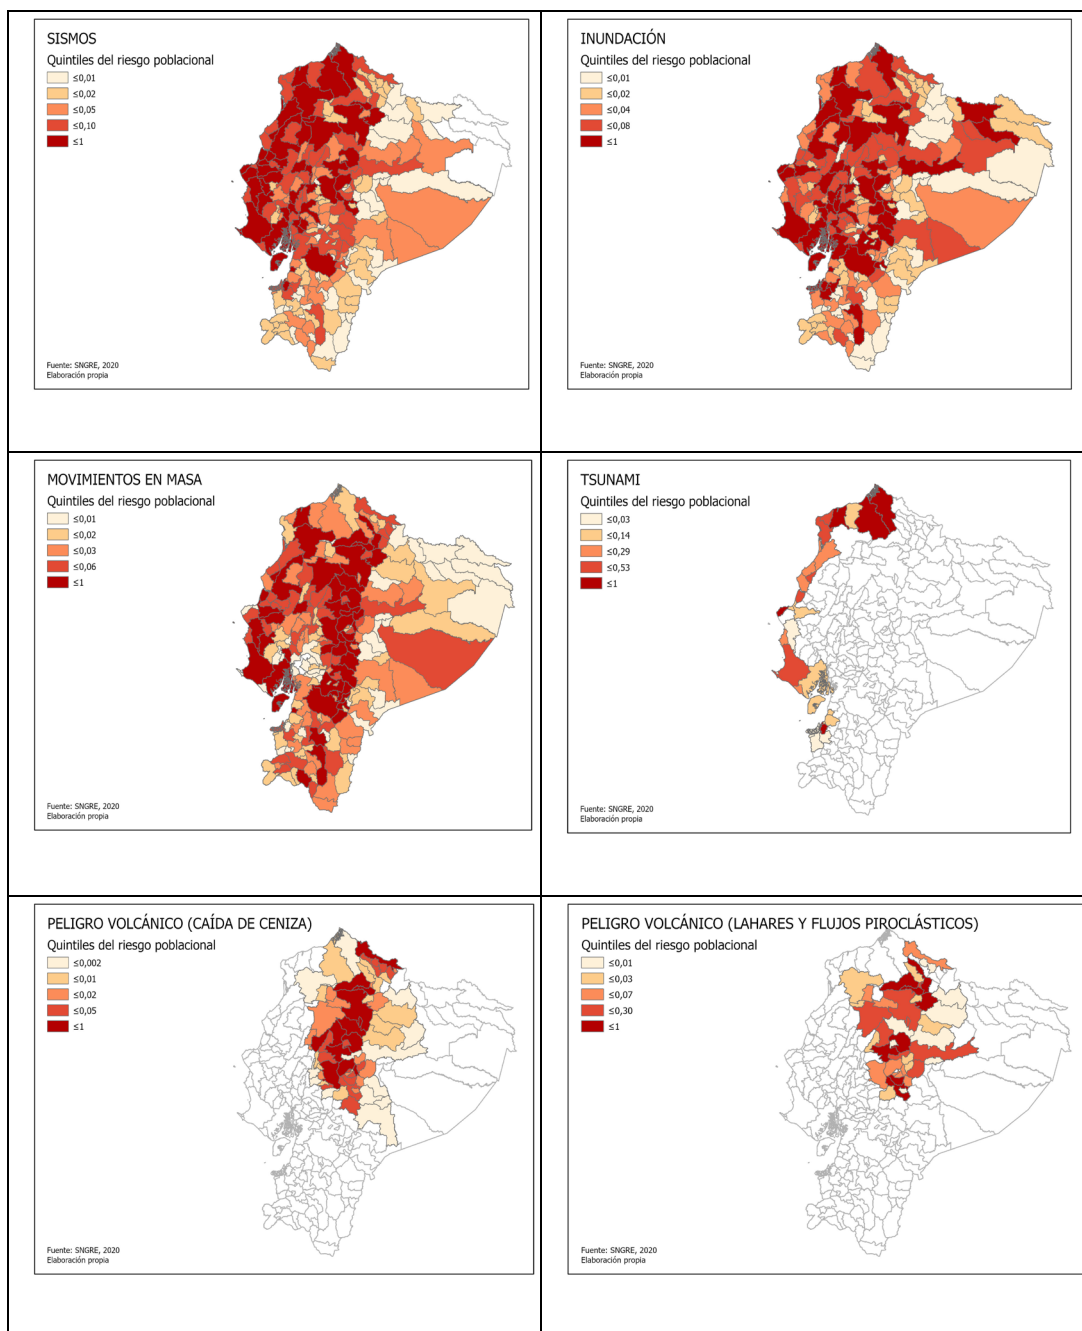 SISMOS
Quintiles del riesgo poblacional
≤0,01
≤0,02
≤0,05
≤0,10
≤1
Fuente: SNGRE, 2020
Elaboración propia
INUNDACIÓN
Quintiles del riesgo poblacional
≤0,01
≤0,02
≤0,04
≤0,08
≤1
Fuente: SNGRE, 2020
Elaboración propia
MOVIMIENTOS EN MASA
Quintiles del riesgo poblacional
≤0,01
≤0,02
≤0,03
≤0,06
≤1
Fuente: SNGRE, 2020
Elaboración propia
TSUNAMI
Quintiles del riesgo poblacional
≤0,03
≤0,14
≤0,29
≤0,53
≤1
Fuente: SNGRE, 2020
Elaboración propia
PELIGRO VOLCÁNICO (CAÍDA DE CENIZA)
Quintiles del riesgo poblacional
≤0,002
≤0,01
≤0,02
≤0,05
≤1
Fuente: SNGRE, 2020
Elaboración propia
PELIGRO VOLCÁNICO (LAHARES Y FLUJOS PIROCLÁSTICOS)
Quintiles del riesgo poblacional
≤0,01
≤0,03
≤0,07
≤0,30
≤1
Fuente: SNGRE, 2020
Elaboración propia